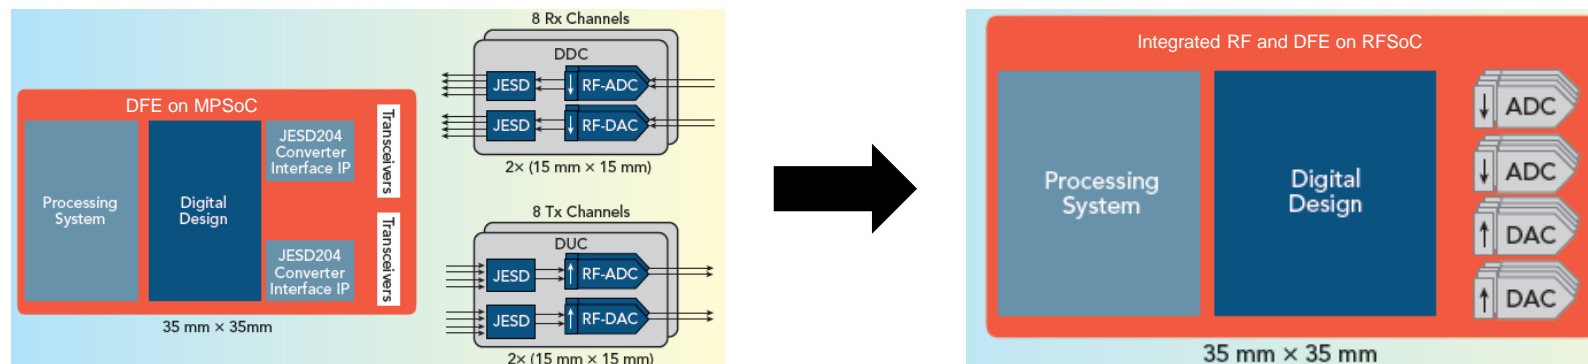 DFE on MPSoC
Processing
System
Digital
Design
JESD204
Converter
Interface IP
JESD204
Converter
Interface IP
Transceivers
Transceivers
35 mm × 35mm
8 Rx Channels
DDC
JESD
RF-ADC
JESD
RF-DAC
2× (15 mm × 15 mm)
8 Tx Channels
DUC
JESD
RF-ADC
JESD
RF-DAC
2× (15 mm × 15 mm)
Integrated RF and DFE on RFSoC
Processing
System
Digital
Design
ADC
ADC
DAC
DAC
35 mm × 35 mm